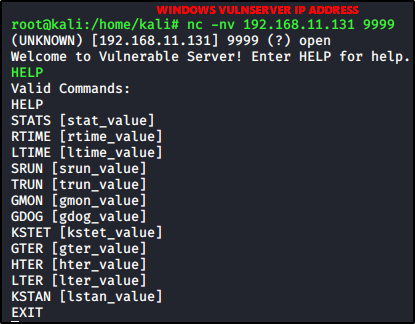 WINDOWS VULNSERVER IP ADDRESS
root@kali:/home/kali# nc -nv 192.168.11.131 9999
(UNKNOWN) [192.168.11.131] 9999 (?) open
Welcome to Vulnerable Server! Enter HELP for help.
HELP
Valid Commands:
HELP
STATS [stat_value]
RTIME [rtime_value]
LTIME [ltime_value]
SRUN [srun_value]
TRUN [trun_value]
GMON [gmon_value]
GDOG [gdog_value]
KSTET [kstet_value]
GTER [gter_value]
HTER [hter_value]
LTER [lter_value]
KSTAN [lstan_value]
EXIT